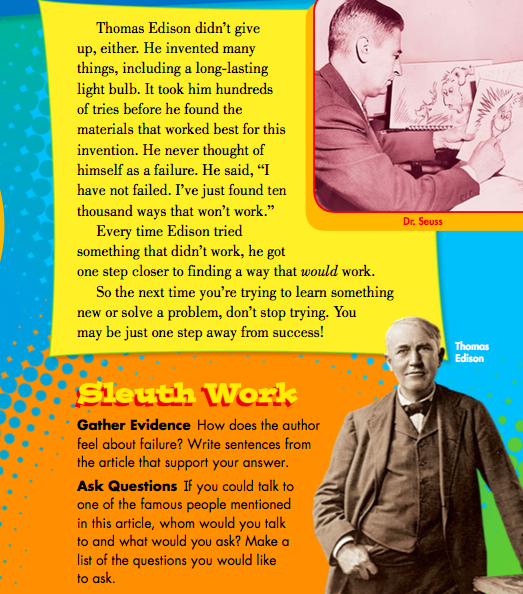 Thomas Edison didn’t give
up, either. He invented many
things, including a long-lasting
light bulb. It took him hundreds
of tries before he found the
materials that worked best for this
invention. He never thought of
himself as a failure. He said, “I
have not failed. I’ve just found ten
thousand ways that won’t work.”
Every time Edison tried
something that didn’t work, he got
one step closer to finding a way that would work.
So the next time you’re trying to learn something
new or solve a problem, don’t stop trying. You
may be just one step away from success!
Dr. Seuss
Thomas
Edison
Sleuth Work
Gather Evidence How does the author
feel about failure? Write sentences from
the article that support your answer.
Ask Questions If you could talk to
one of the famous people mentioned
in this article, whom would you talk
to and what would you ask? Make a
list of the questions you would like
to ask.